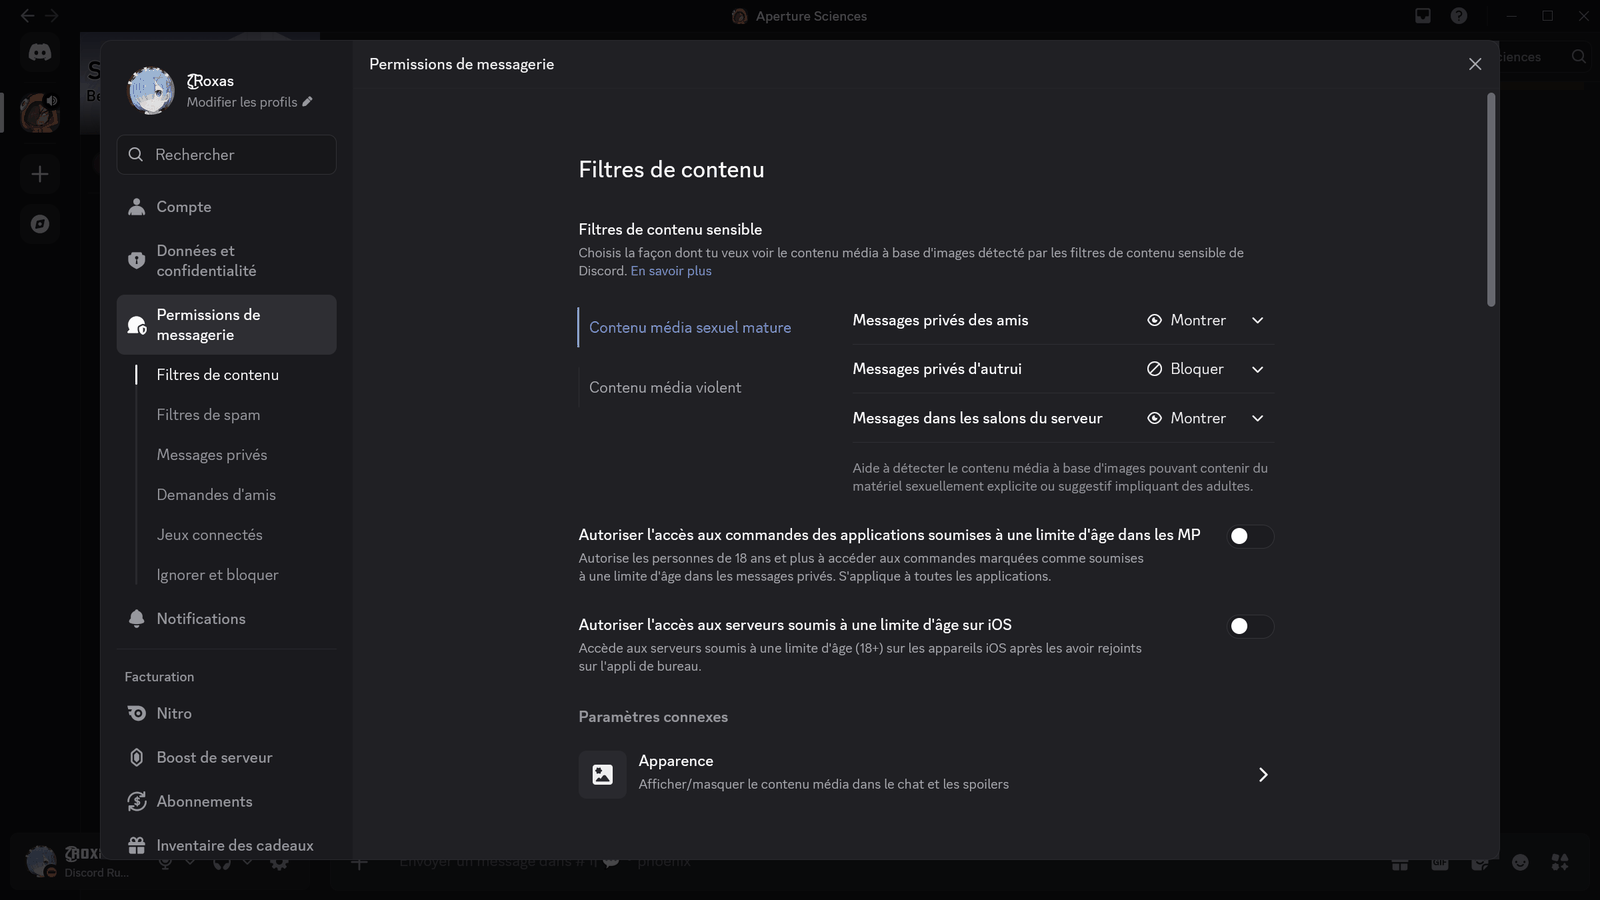 Aperture Sciences
ciences
Roxas
Modifier les profils
Rechercher
Compte
Données et
confidentialité
Permissions de
messagerie
Filtres de contenu
Filtres de spam
Messages privés
Demandes d'amis
Jeux connectés
Ignorer et bloquer
Notifications
Facturation
Nitro
Boost de serveur
Abonnements
Inventaire des cadeaux
Permissions de messagerie
Filtres de contenu
Filtres de contenu sensible
Choisis la façon dont tu veux voir le contenu média à base d'images détecté par les filtres de contenu sensible de
Discord. En savoir plus
Contenu média sexuel mature
Contenu média violent
Messages privés des amis Montrer
Messages privés d'autrui Bloquer
Messages dans les salons du serveur Montrer
Aide à détecter le contenu média à base d'images pouvant contenir du
matériel sexuellement explicite ou suggestif impliquant des adultes.
Autoriser l'accès aux commandes des applications soumises à une limite d'âge dans les MP
Autorise les personnes de 18 ans et plus à accéder aux commandes marquées comme soumises
à une limite d'âge dans les messages privés. S'applique à toutes les applications.
Autoriser l'accès aux serveurs soumis à une limite d'âge sur iOS
Accède aux serveurs soumis à une limite d'âge (18+) sur les appareils iOS après les avoir rejoints
sur l'appli de bureau.
Paramètres connexes
Apparence
Afficher/masquer le contenu média dans le chat et les spoilers
Discord Ru...
Envoyer un message dans #
phoenix
GIF